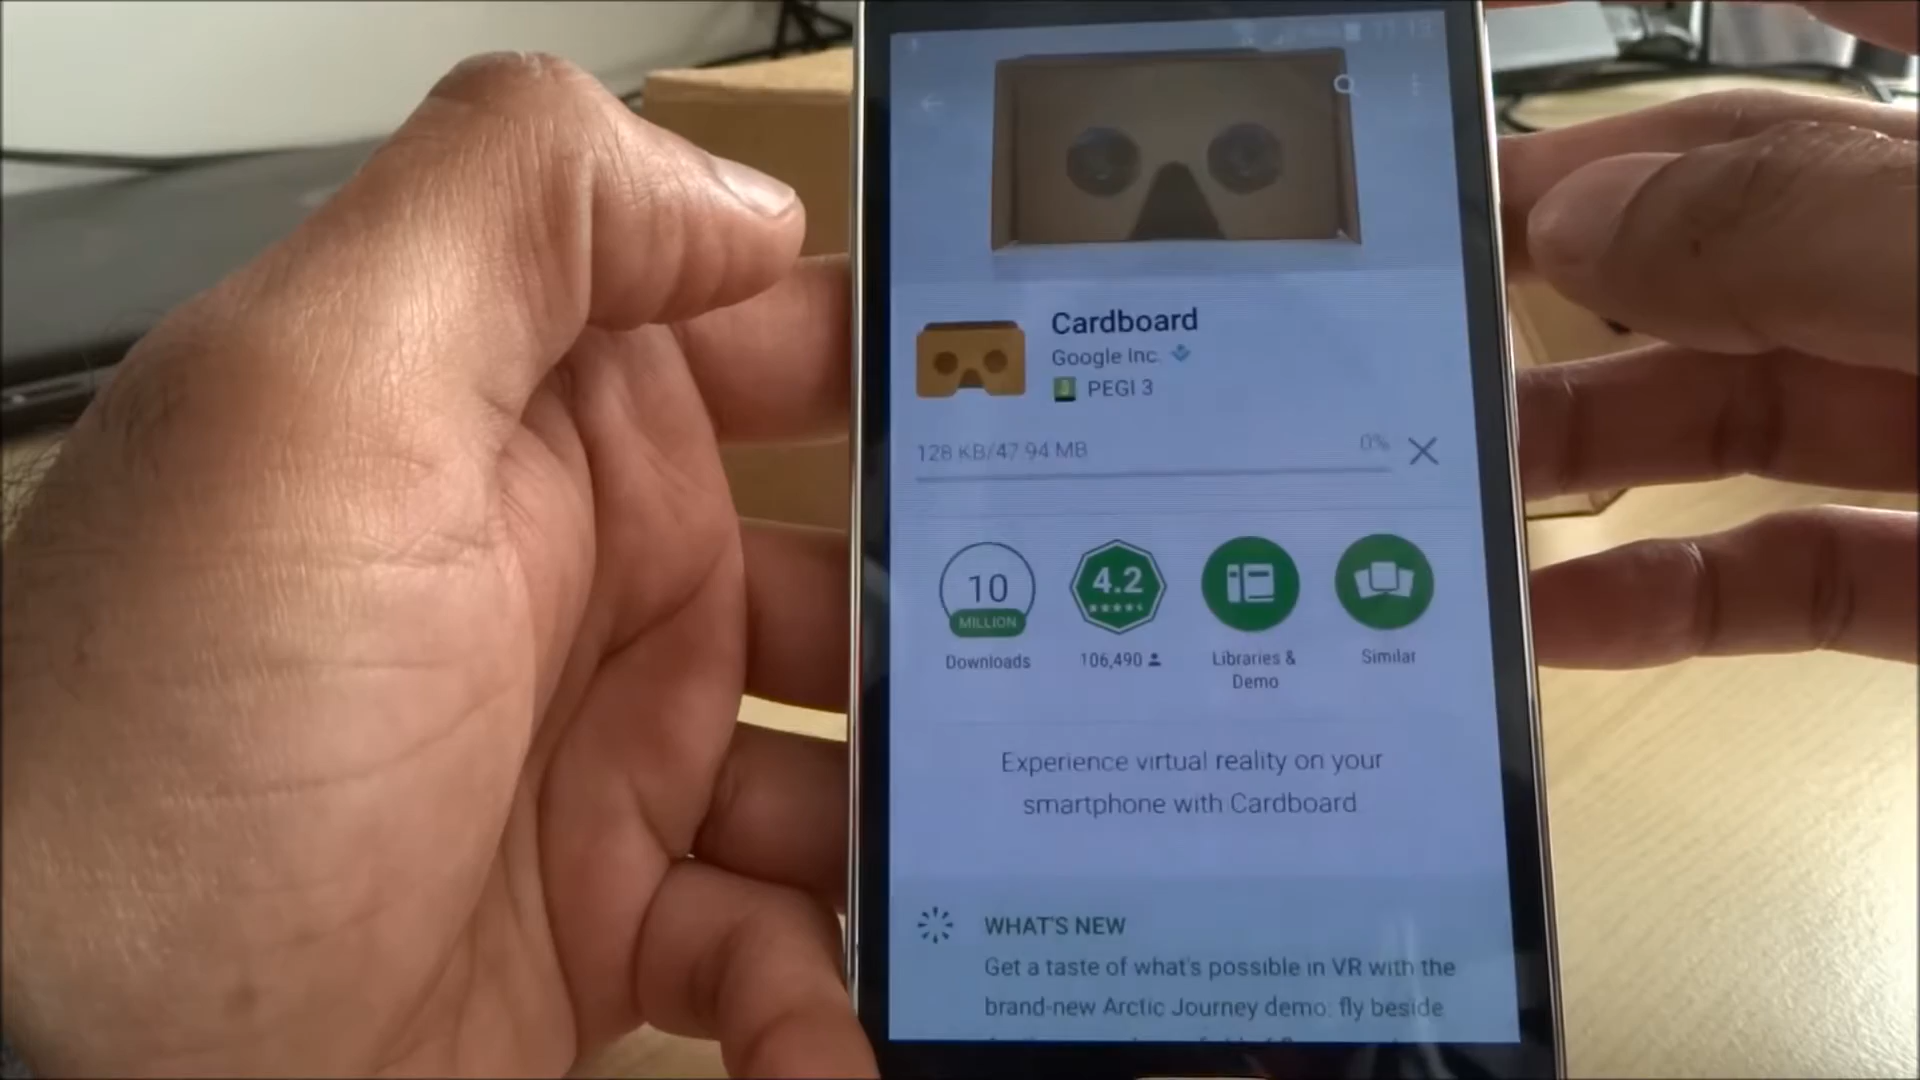 Cardboard
Google Inc.
PEGI 3
128 KB/47.94 MB
0%
10
MILLION
Downloads
4.2
106,490
Libraries &
Demo
Similar
Experience virtual reality on your
smartphone with Cardboard.
WHAT'S NEW
Get a taste of what's possible in VR with the
brand-new Arctic Journey demo: fly beside